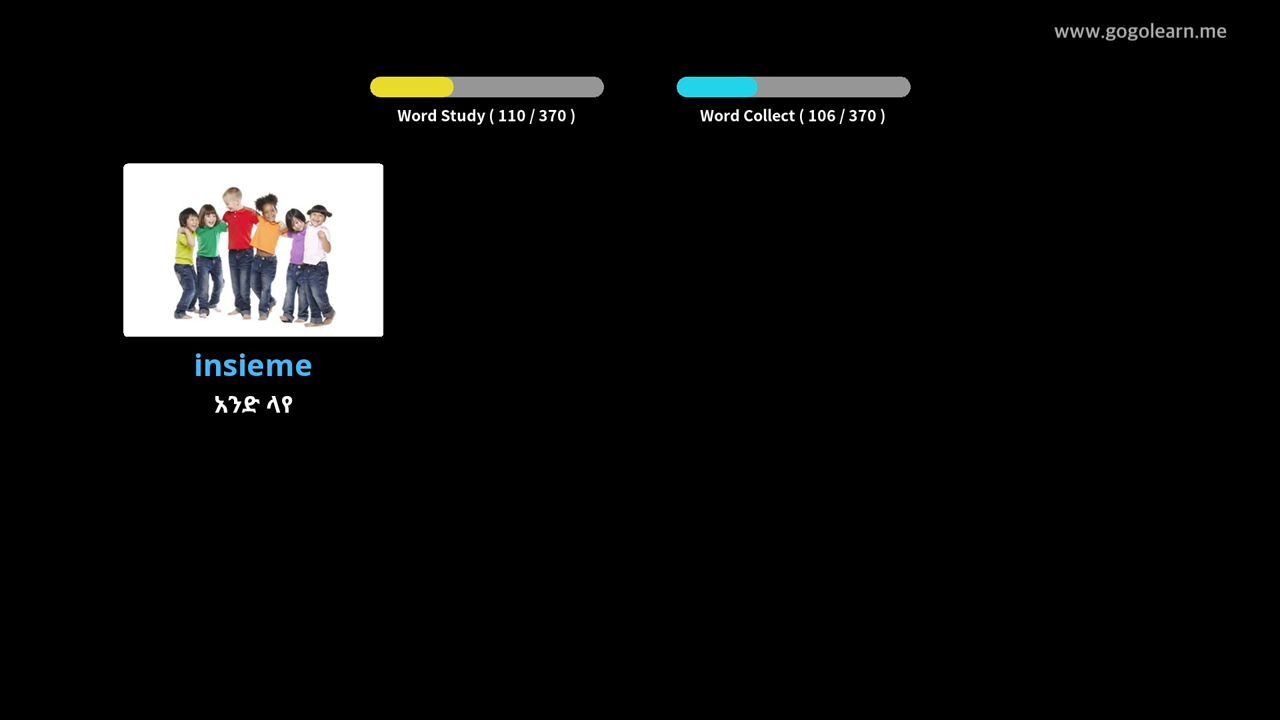 www.gogolearn.me
Word Study ( 110 / 370 )
Word Collect ( 106 / 370 )
insieme
አንድ ላየ